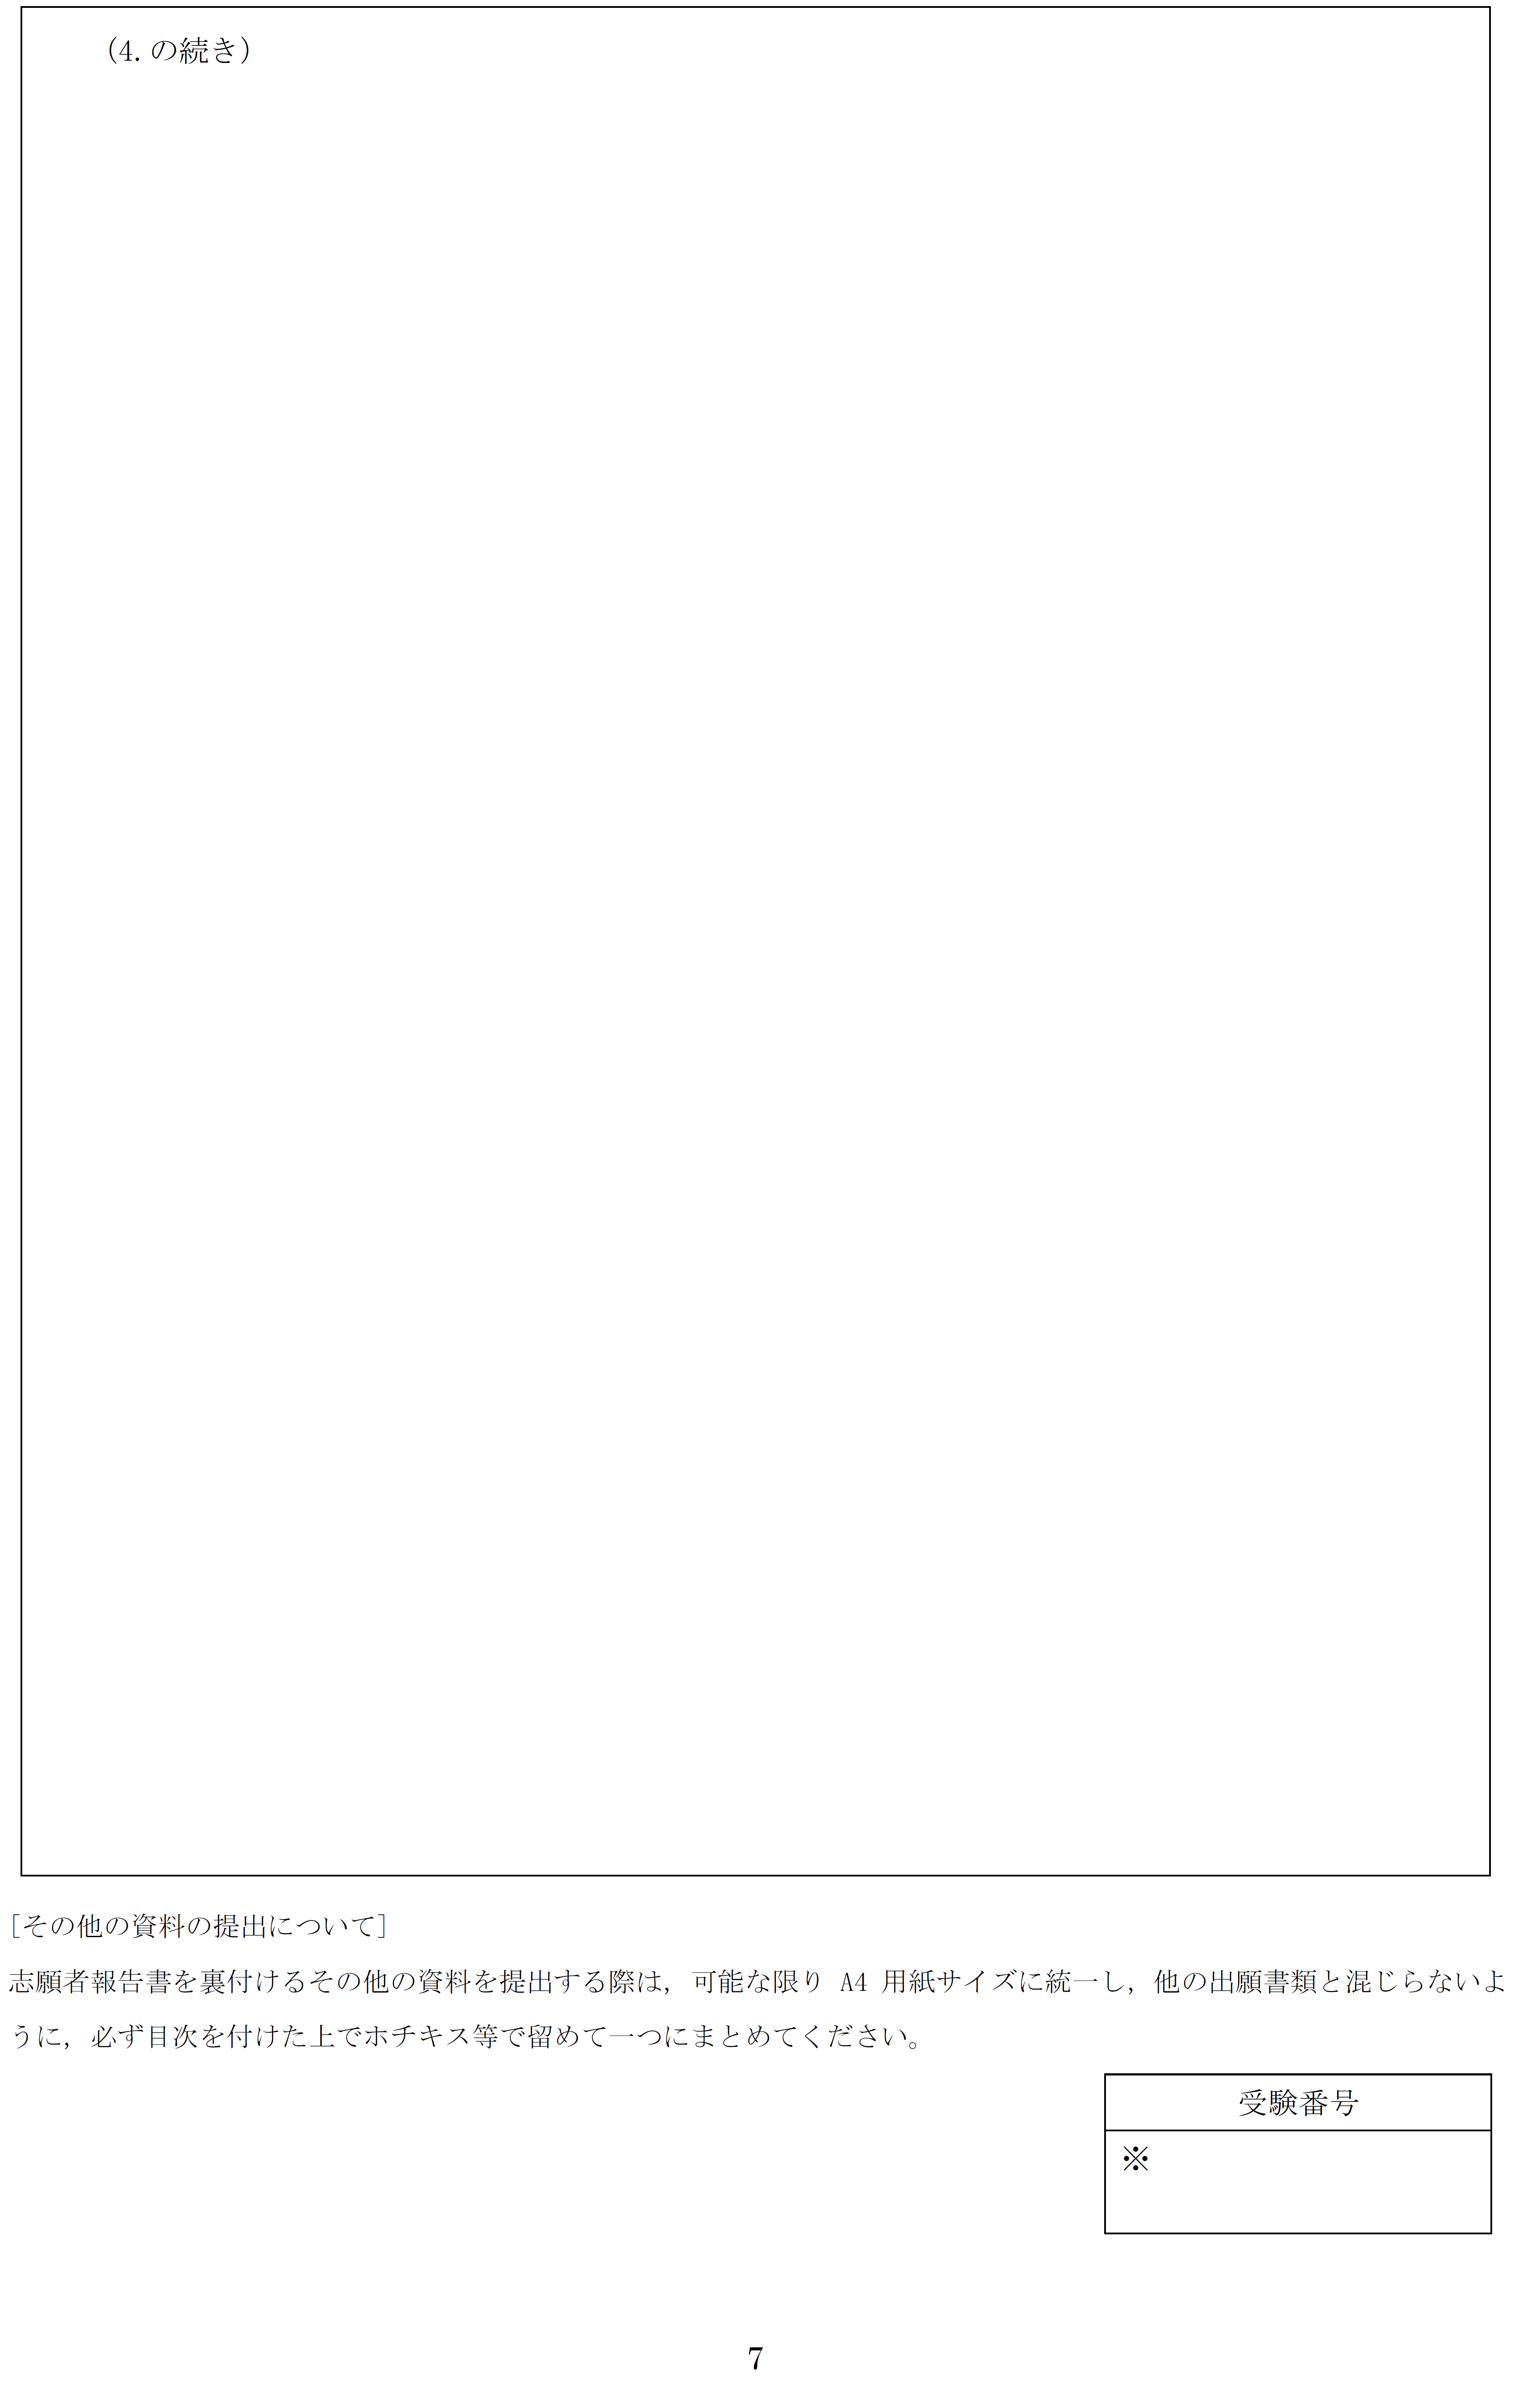 （4. の続き）
［その他の資料の提出について］
志願者報告書を裏付けるその他の資料を提出する際は，可能な限り A4 用紙サイズに統一し，他の出願書類と混じらないよ
うに，必ず目次を付けた上でホチキス等で留めて一つにまとめてください。
受験番号
※
7